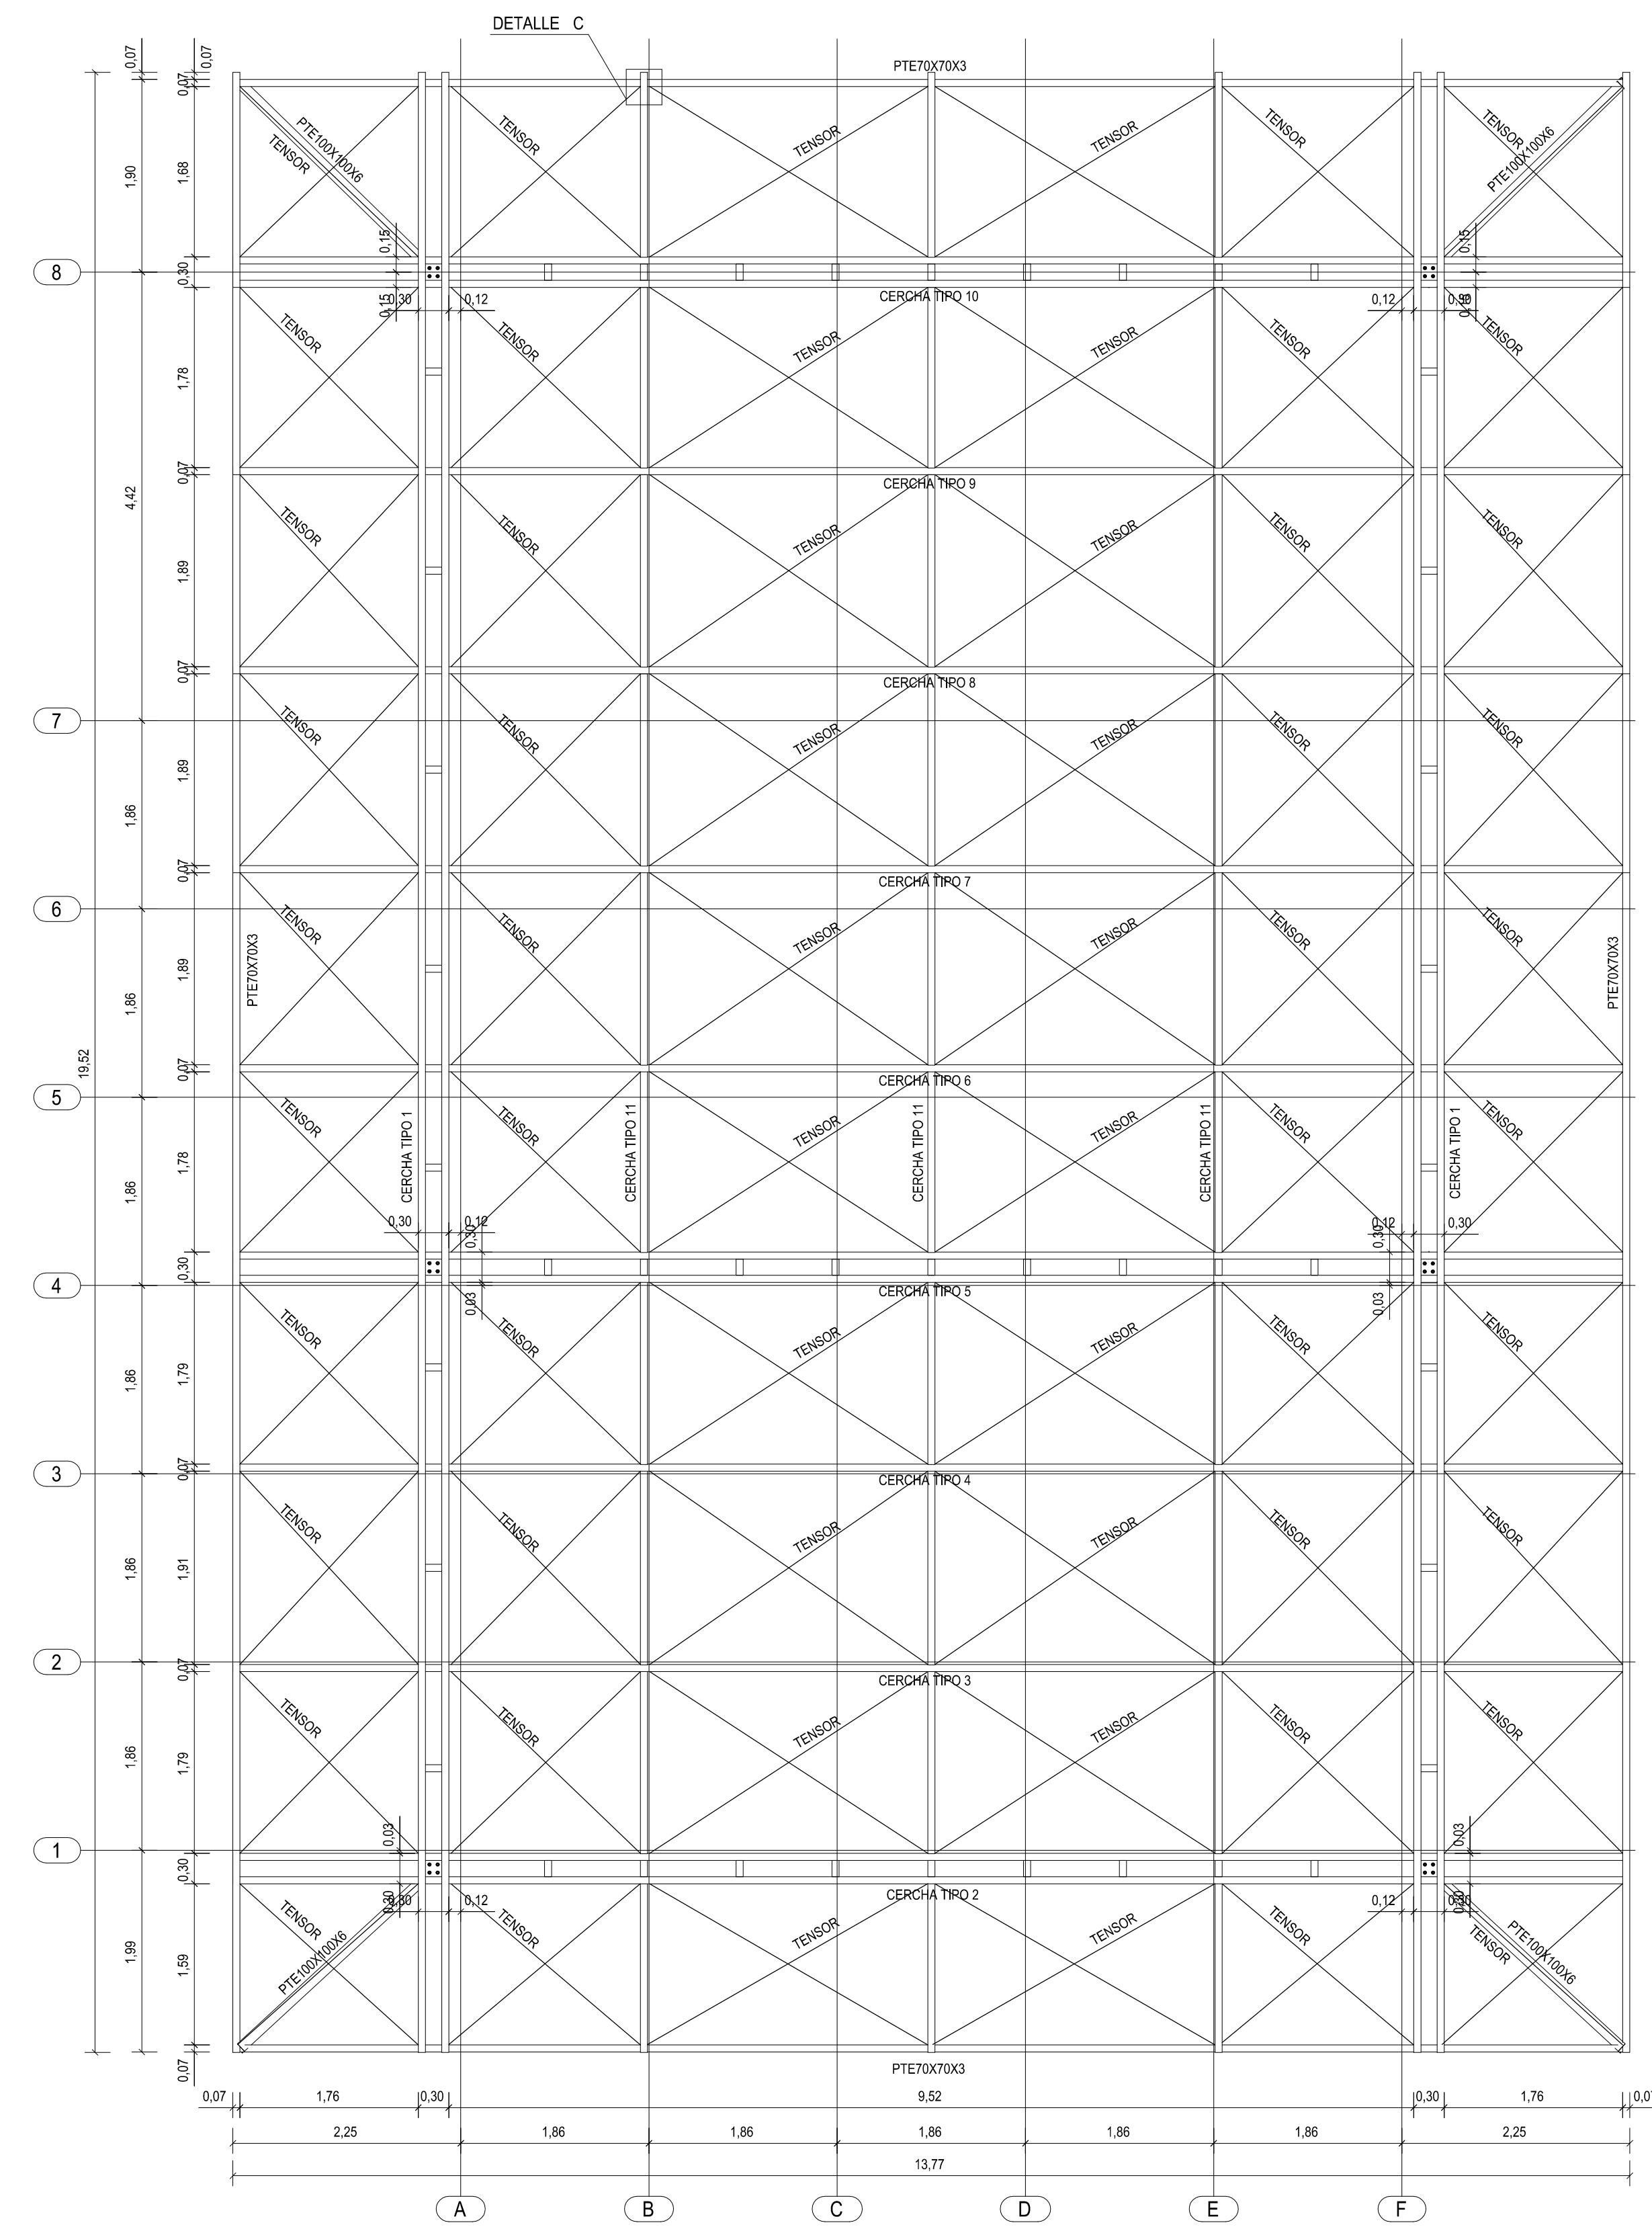 DETALLE C
0,07
0,07
PTE70X70X3
0,07
TENSOR
PTE100X100X6
TENSOR
TENSOR
TENSOR
TENSOR
TENSOR
PTE100X100X6
1,90
1,68
0,15
0,15
8
0,30
0,15
0,30
0,12
CERCHA TIPO 10
0,12
TENSOR
TENSOR
TENSOR
TENSOR
TENSOR
TENSOR
1,78
0,07
CERCHA TIPO 9
4,42
TENSOR
TENSOR
TENSOR
TENSOR
TENSOR
TENSOR
1,89
0,07
CERCHA TIPO 8
7
TENSOR
TENSOR
TENSOR
TENSOR
TENSOR
TENSOR
1,89
1,86
0,07
CERCHA TIPO 7
6
TENSOR
TENSOR
TENSOR
TENSOR
TENSOR
TENSOR
PTE70X70X3
PTE70X70X3
1,89
1,86
19,52
0,07
CERCHA TIPO 6
5
TENSOR
TENSOR
TENSOR
TENSOR
TENSOR
TENSOR
CERCHA TIPO 1
CERCHA TIPO 11
CERCHA TIPO 11
CERCHA TIPO 11
CERCHA TIPO 1
1,78
1,86
0,30
0,12
0,30
0,30
0,12
0,30
0,30
4
CERCHA TIPO 5
0,03
0,03
TENSOR
TENSOR
TENSOR
TENSOR
TENSOR
TENSOR
1,86
1,79
0,07
3
CERCHA TIPO 4
TENSOR
TENSOR
TENSOR
TENSOR
TENSOR
TENSOR
1,86
1,91
2
0,07
CERCHA TIPO 3
TENSOR
TENSOR
TENSOR
TENSOR
TENSOR
TENSOR
1,86
1,79
0,03
0,03
1
0,30
CERCHA TIPO 2
0,30
0,12
0,12
TENSOR
PTE100X100X6
TENSOR
TENSOR
TENSOR
TENSOR
TENSOR
PTE100X100X6
1,99
1,59
0,07
PTE70X70X3
0,07
1,76
0,30
9,52
0,30
1,76
2,25
1,86
1,86
1,86
1,86
1,86
2,25
13,77
A
B
C
D
E
F